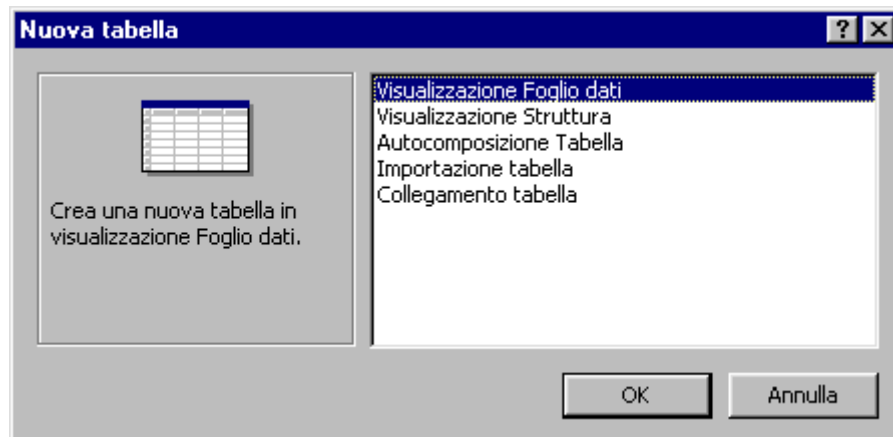 Nuova tabella
Crea una nuova tabella in
visualizzazione Foglio dati.
Visualizzazione Foglio dati
Visualizzazione Struttura
Autocomposizione Tabella
Importazione tabella
Collegamento tabella
OK
Annulla